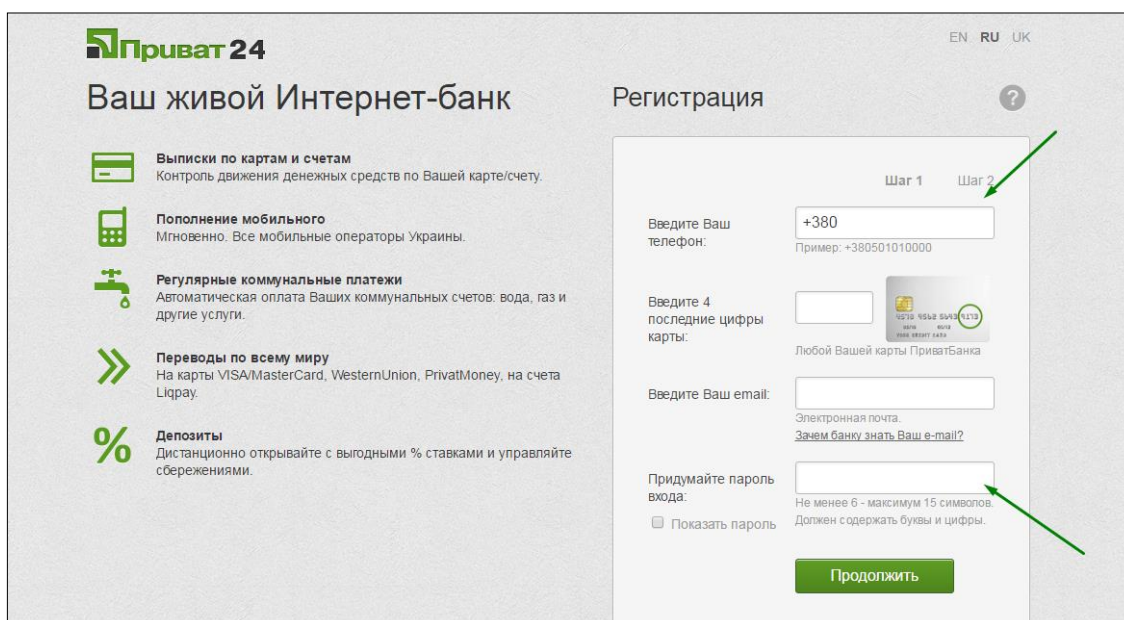 Приват24
EN RU UK
Ваш живой Интернет-банк
Выписки по картам и счетам
Контроль движения денежных средств по Вашей карте/счету.
Пополнение мобильного
Мгновенно. Все мобильные операторы Украины.
Регулярные коммунальные платежи
Автоматическая оплата Ваших коммунальных счетов: вода, газ и
другие услуги.
Переводы по всему миру
На карты VISA/MasterCard, WesternUnion, PrivatMoney, на счета
Liqpay.
Депозиты
Дистанционно открывайте с выгодными % ставками и управляйте
сбережениями.
Регистрация
?
Шаг 1 Шаг 2
Введите Ваш
телефон:
+380
Пример: +380501010000
Введите 4
последние цифры
карты:
Любой Вашей карты ПриватБанка
Введите Ваш email:
Электронная почта.
Зачем банку знать Ваш e-mail?
Придумайте пароль
входа:
Показать пароль
Не менее 6 - максимум 15 символов.
Должен содержать буквы и цифры.
Продолжить